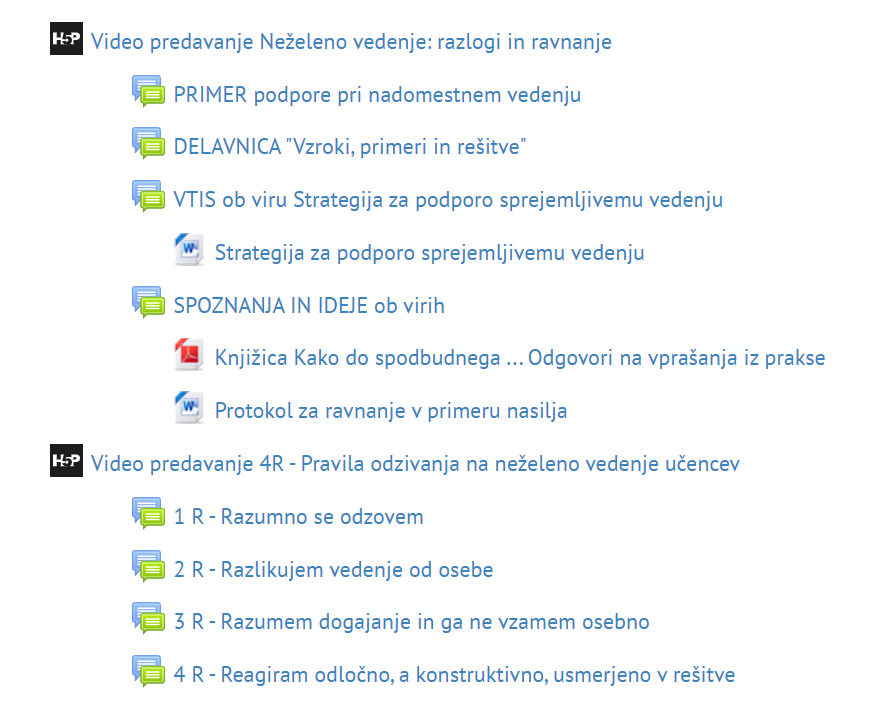 H5P Video predavanje Neželeno vedenje: razlogi in ravnanje
PRIMER podpore pri nadomestnem vedenju
DELAVNICA "Vzroki, primeri in rešitve"
VTIS ob viru Strategija za podporo sprejemljivemu vedenju
W Strategija za podporo sprejemljivemu vedenju
SPOZNANJA IN IDEJE ob virih
Knjižica Kako do spodbudnega ... Odgovori na vprašanja iz prakse
W Protokol za ravnanje v primeru nasilja
H5P Video predavanje 4R - Pravila odzivanja na neželeno vedenje učencev
1 R - Razumno se odzovem
2 R - Razlikujem vedenje od osebe
3 R - Razumem dogajanje in ga ne vzamem osebno
4 R - Reagiram odločno, a konstruktivno, usmerjeno v rešitve